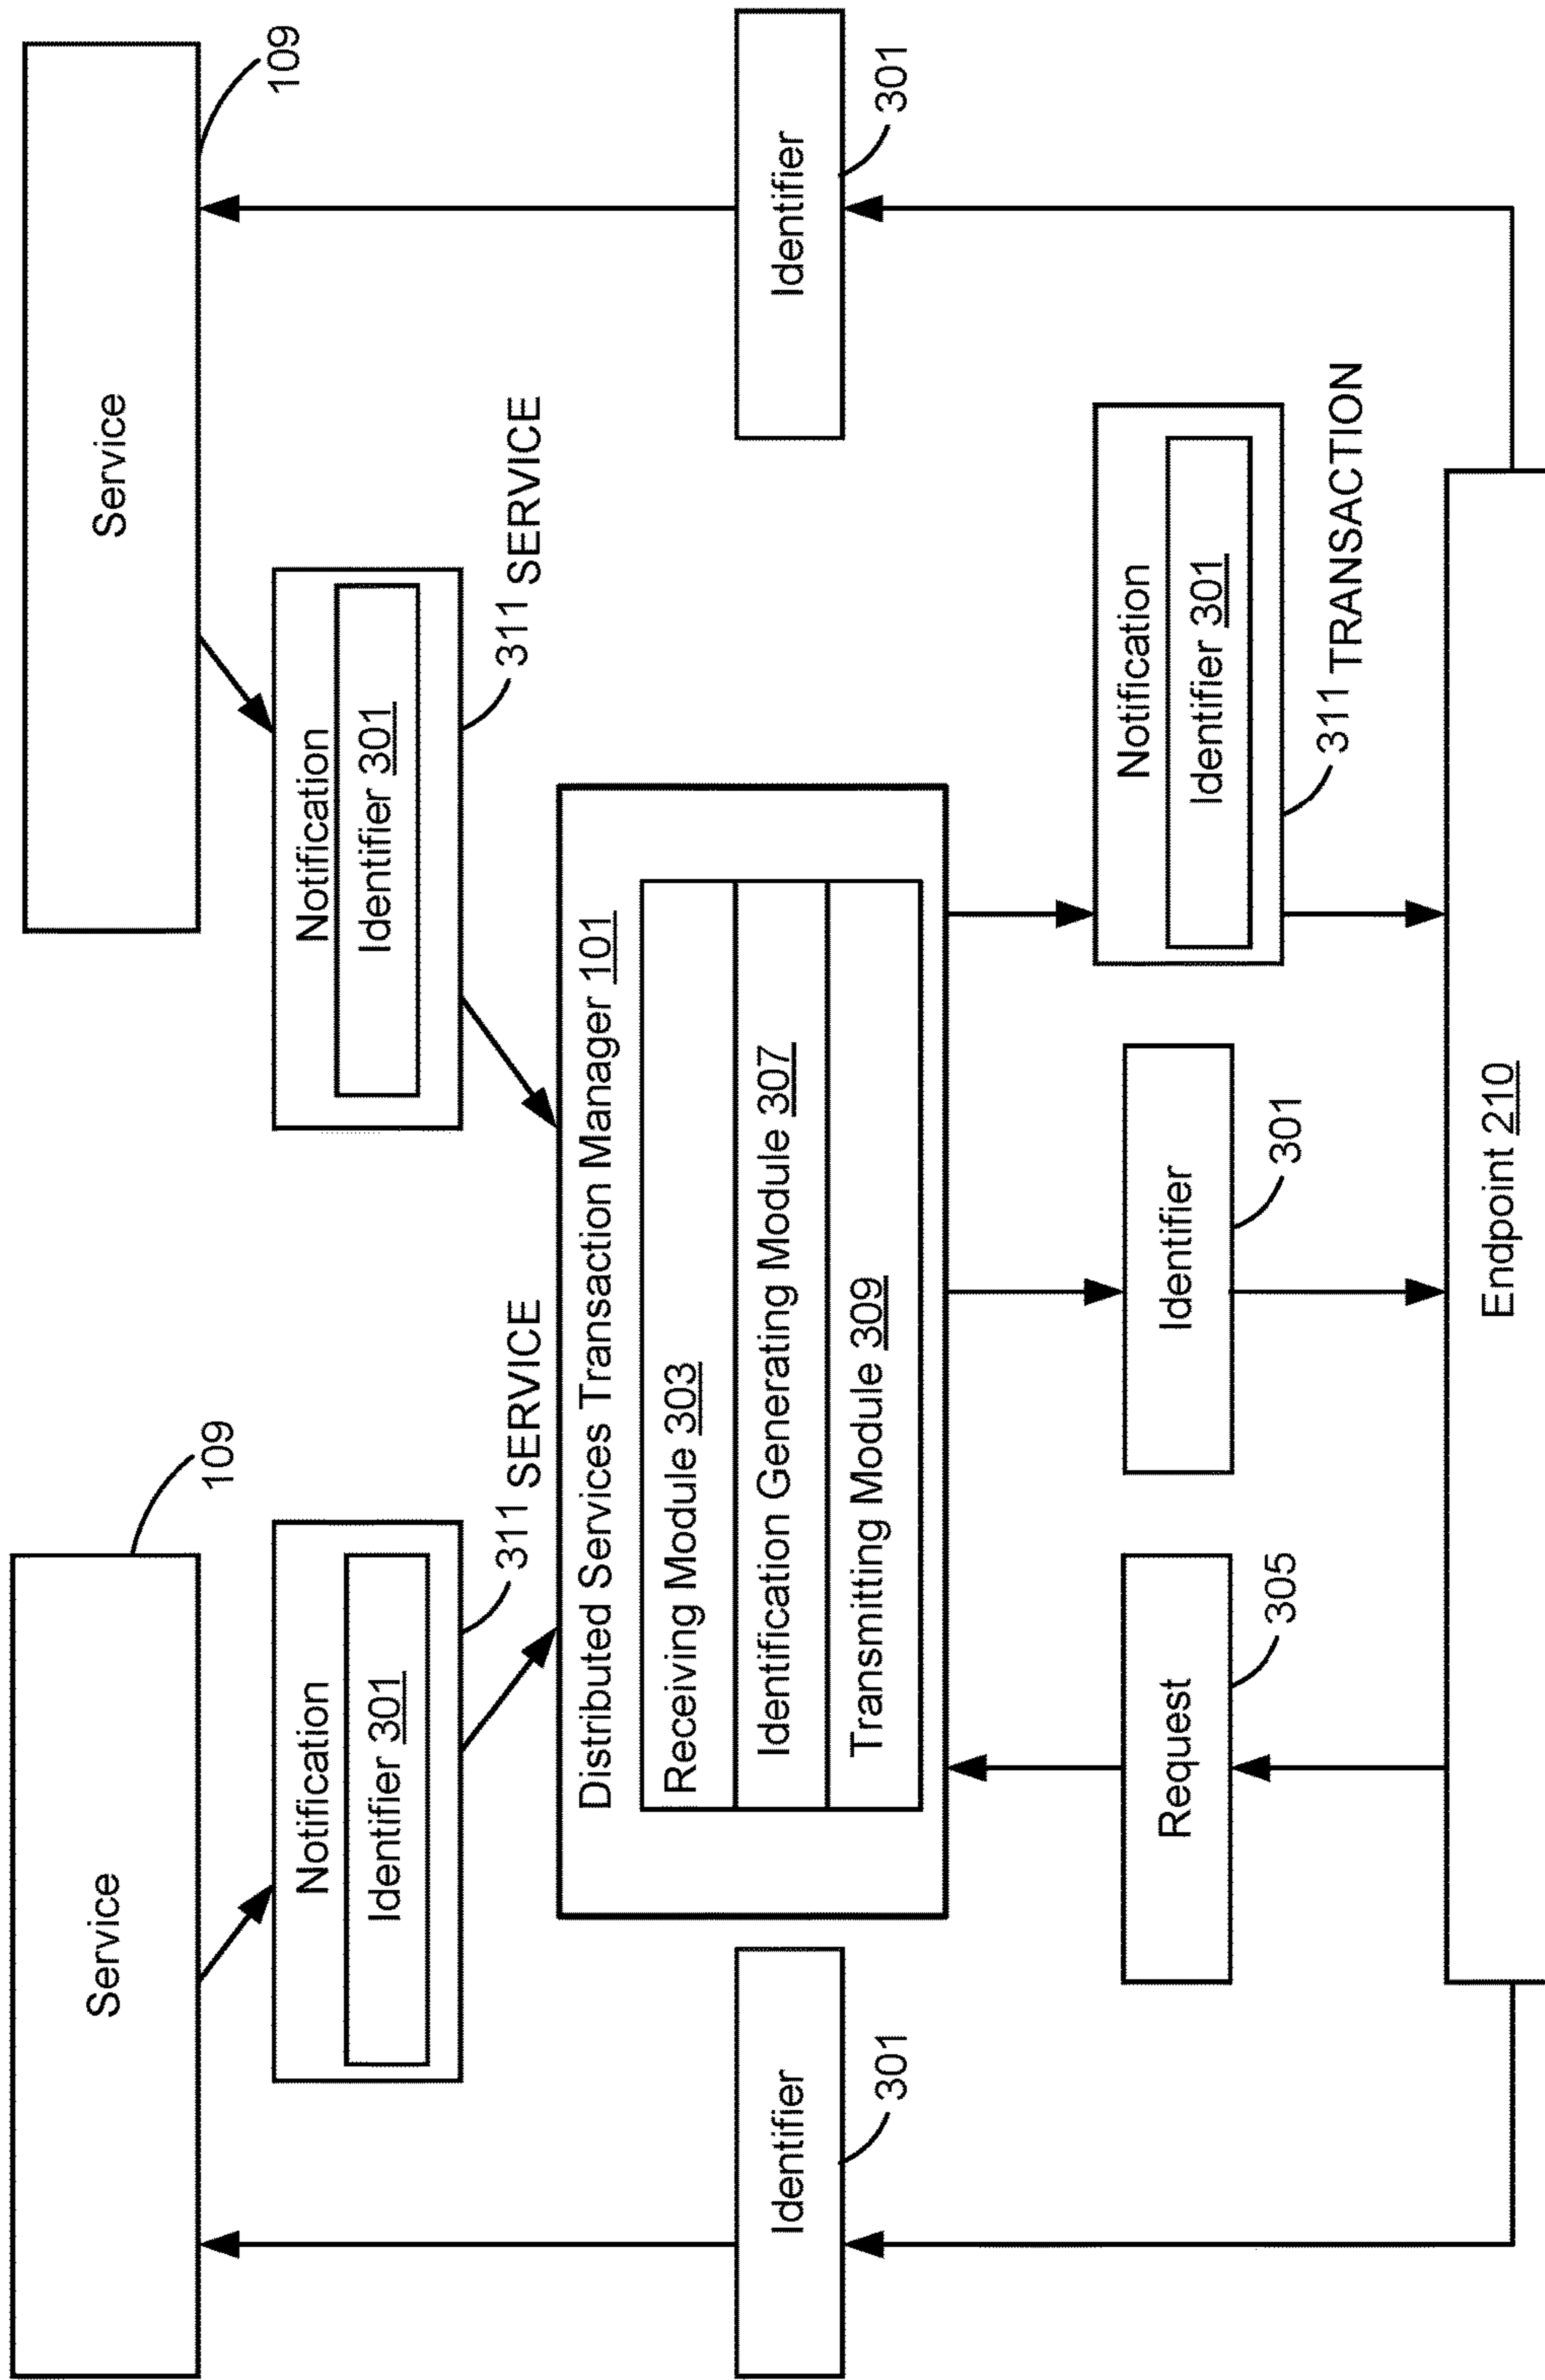 Service
109
Service
109
Notification
Identifier 301
311 SERVICE
Notification
Identifier 301
311 SERVICE
Distributed Services Transaction Manager 101
Receiving Module 303
Identification Generating Module 307
Transmitting Module 309
Identifier
301
Identifier
301
Request
305
Identifier
301
Notification
Identifier 301
311 TRANSACTION
Endpoint 210